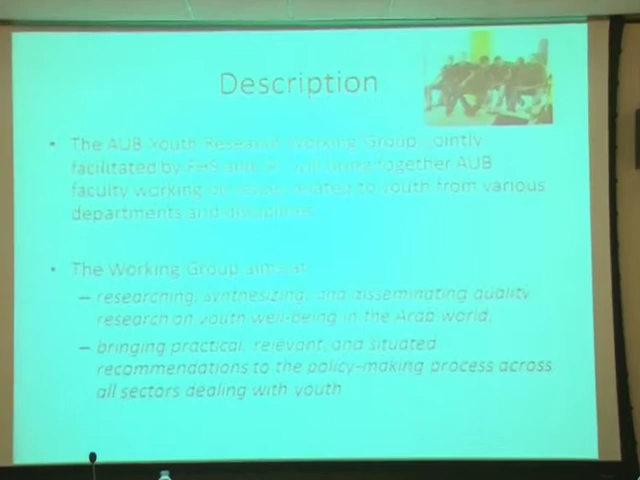 Description
• The AUB Youth Research Working Group, jointly
facilitated by FHS and will bring together AUB
faculty working on issues related to youth from various
departments and disciplines
• The Working Group aims at
– researching, synthesizing, and disseminating quality
research on youth well-being in the Arab world,
– bringing practical, relevant, and situated
recommendations to the policy-making process across
all sectors dealing with youth